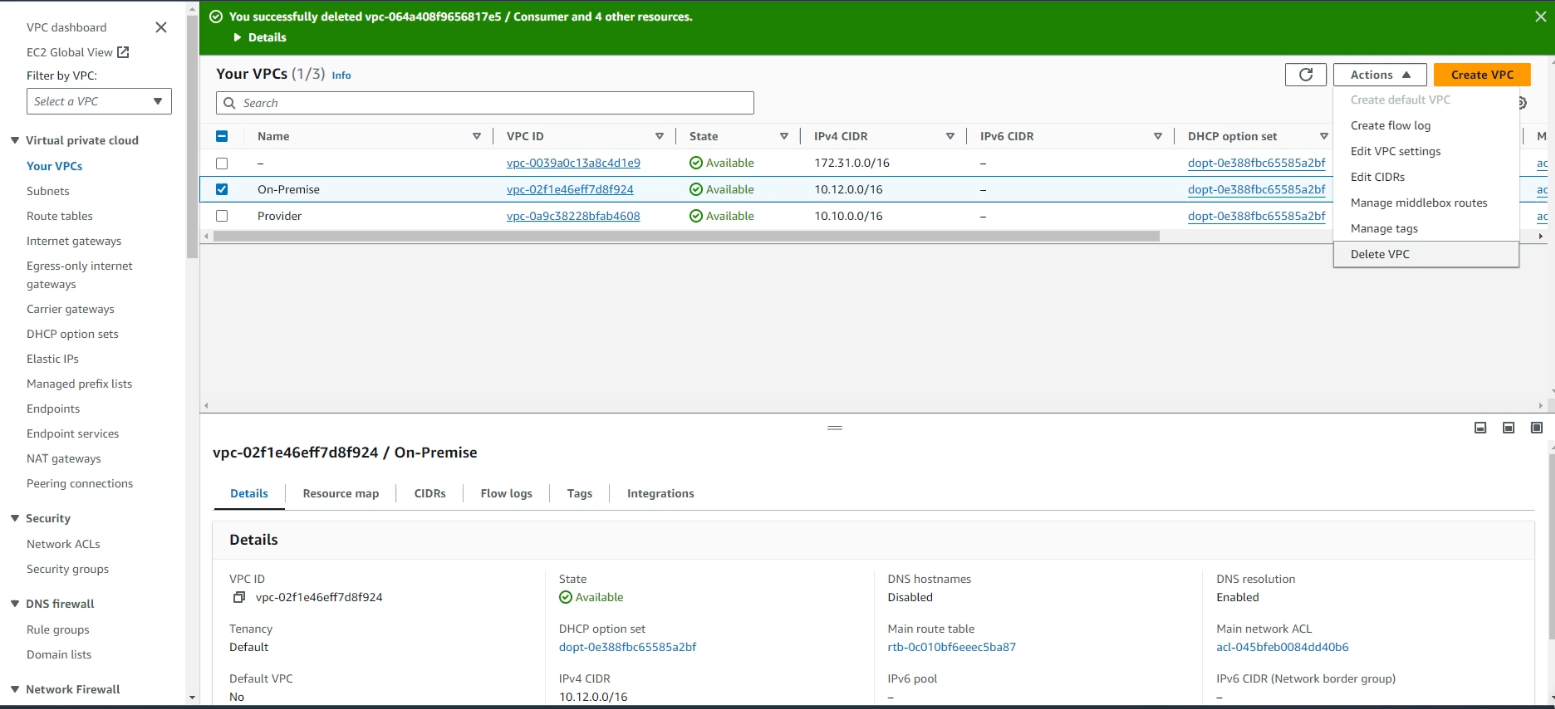 VPC dashboard
EC2 Global View
Filter by VPC:
Select a VPC
Virtual private cloud
Your VPCs
Subnets
Route tables
Internet gateways
Egress-only internet
gateways
Carrier gateways
DHCP option sets
Elastic IPs
Managed prefix lists
Endpoints
Endpoint services
NAT gateways
Peering connections
Security
Network ACLs
Security groups
DNS firewall
Rule groups
Domain lists
Network Firewall
You successfully deleted vpc-064a408f9656817e5 / Consumer and 4 other resources.
Details
Your VPCs (1/3) Info
Actions
Create VPC
Search
Create default VPC
Create flow log
Edit VPC settings
Edit CIDRs
Manage middlebox routes
Manage tags
Delete VPC
Name VPC ID State IPv4 CIDR IPv6 CIDR DHCP option set M
– vpc-0039a0c13a8c4d1e9 Available 172.31.0.0/16 – dopt-0e388fbc65585a2bf ac
On-Premise vpc-02f1e46eff7d8f924 Available 10.12.0.0/16 – dopt-0e388fbc65585a2bf ac
Provider vpc-0a9c38228bfab4608 Available 10.10.0.0/16 – dopt-0e388fbc65585a2bf ac
vpc-02f1e46eff7d8f924 / On-Premise
Details Resource map CIDRs Flow logs Tags Integrations
Details
VPC ID State DNS hostnames DNS resolution
vpc-02f1e46eff7d8f924 Available Disabled Enabled
Tenancy DHCP option set Main route table Main network ACL
Default dopt-0e388fbc65585a2bf rtb-0c010bf6eeec5ba87 acl-045bfeb0084dd40b6
Default VPC IPv4 CIDR IPv6 pool IPv6 CIDR (Network border group)
No 10.12.0.0/16 – –